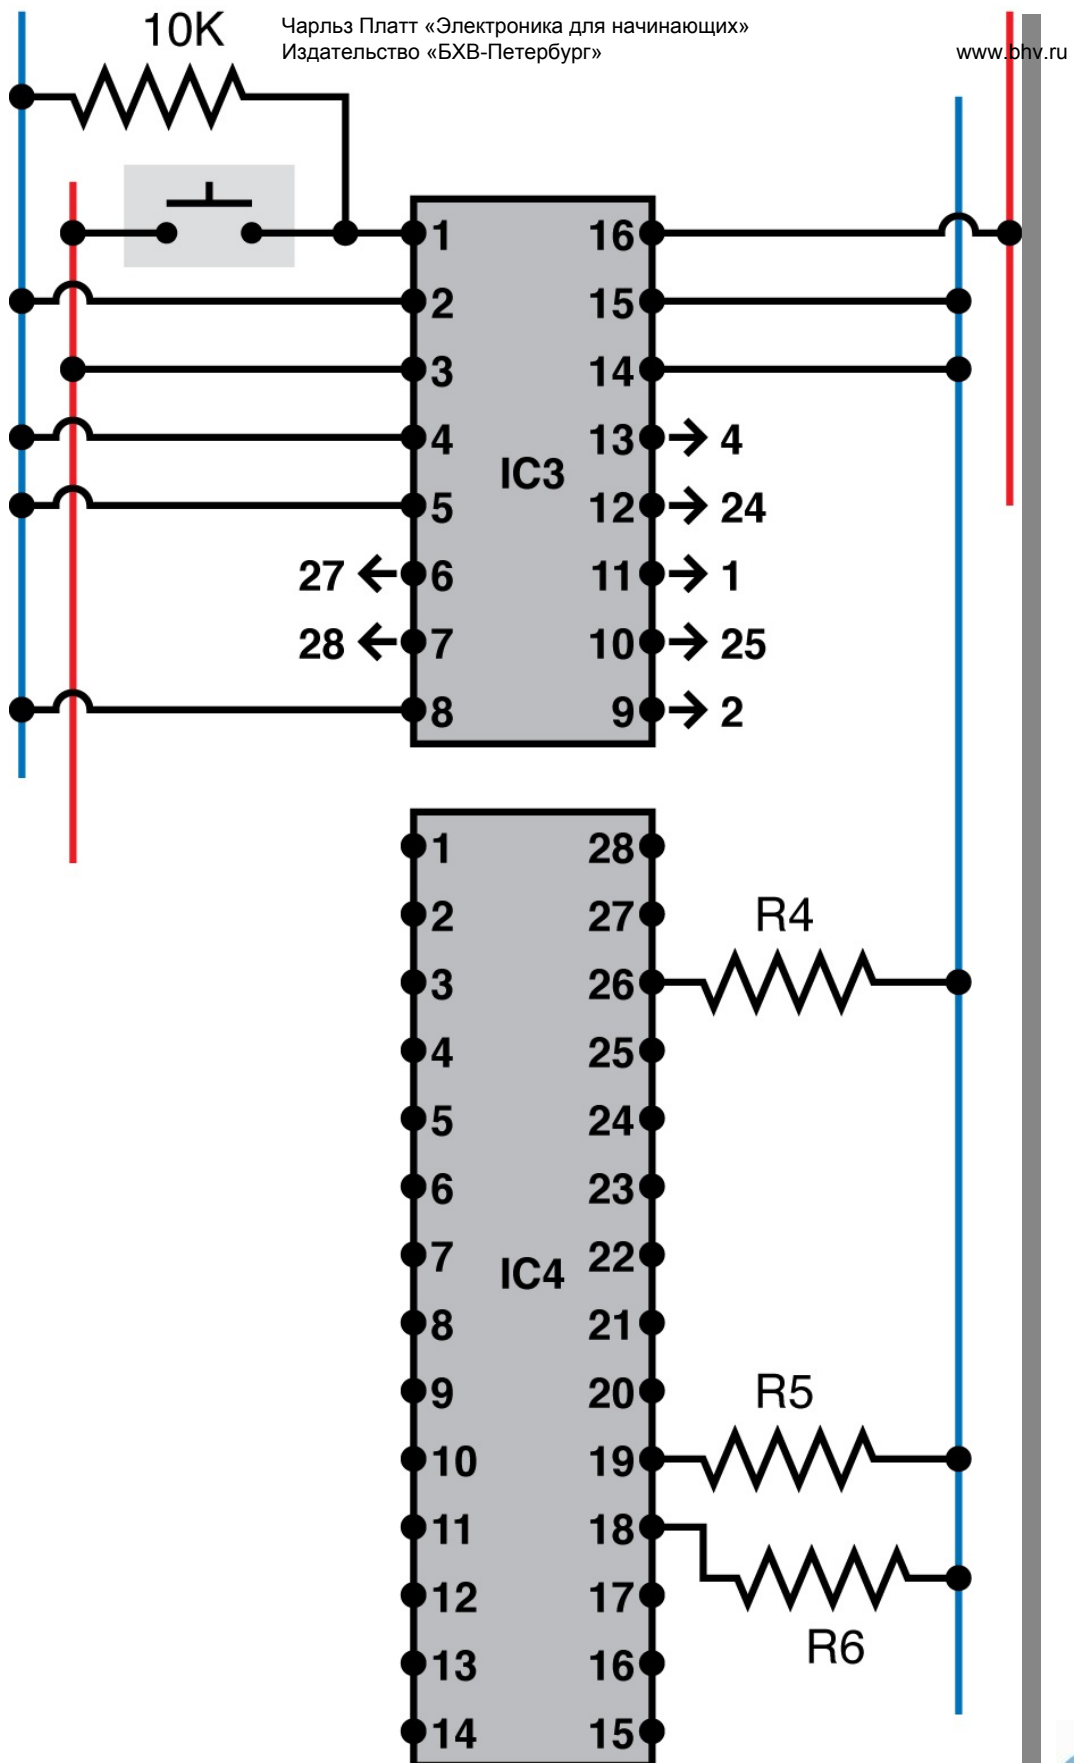 10K
Чарльз Платт «Электроника для начинающих»
Издательство «БХВ-Петербург»
www.bhv.ru
1 16
2 15
3 14
4 13 4
IC3
5 12 24
27 6 11 1
28 7 10 25
8 9 2
1 28
2 27
R4
3 26
4 25
5 24
6 23
7 22
IC4
8 21
9 20
R5
10 19
11 18
12 17
R6
13 16
14 15